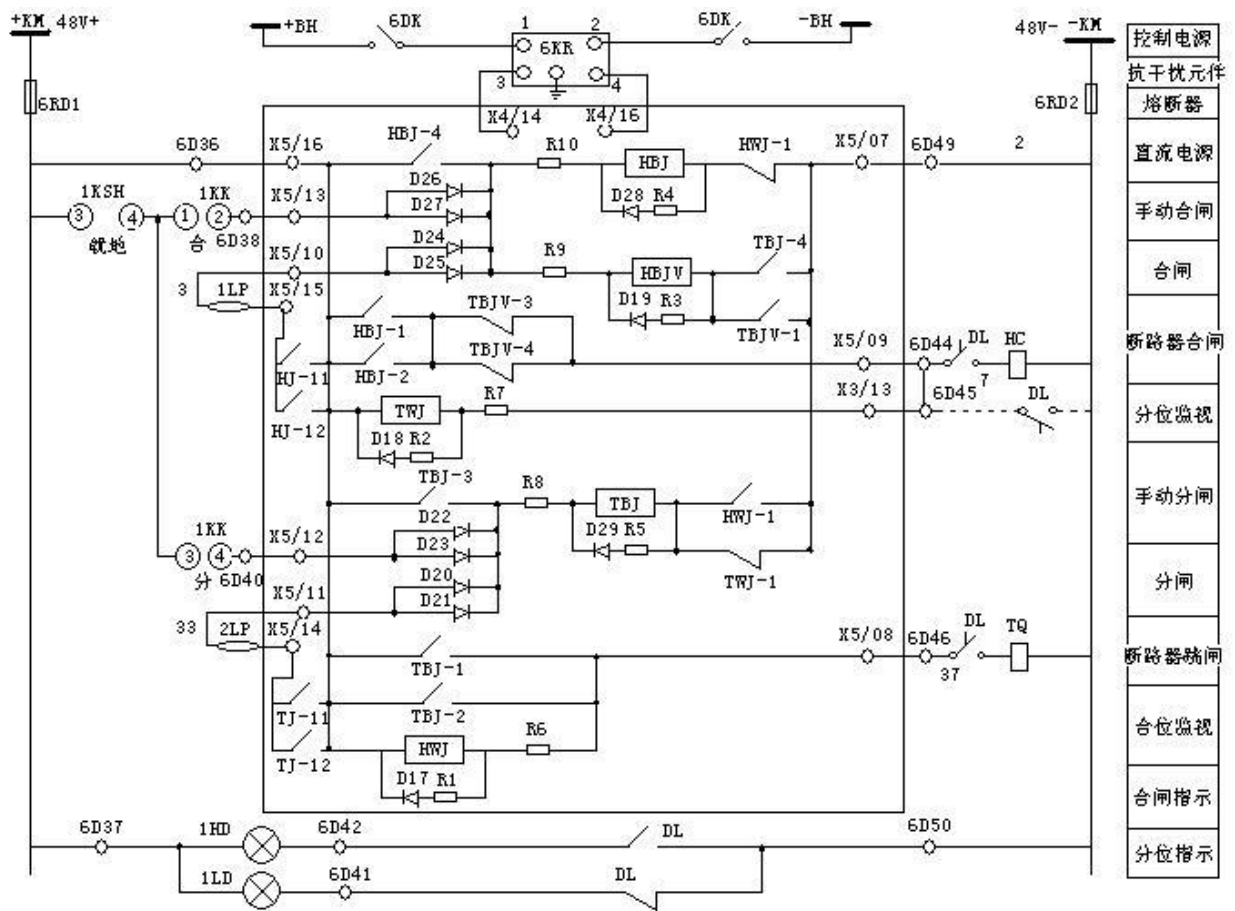 +KM 48V+
+BH
6DK
1
2
6KR
3
4
6DK
-BH
48V- -KM
6RD1
6RD2
X4/14
X4/16
6D36
X5/16
HBJ-4
R10
HBJ
HWJ-1
X5/07
6D49
2
D26
D27
D28
R4
1KSH
3
4
就地
1KK
1
2
合
6D38
X5/13
D24
D25
X5/10
R9
HBJV
TBJ-4
D19
R3
TBJV-1
3
1LP
X5/15
HBJ-1
TBJV-3
HJ-11
HBJ-2
TBJV-4
X5/09
6D44
DL
7
HC
HJ-12
TWJ
R7
X3/13
6D45
DL
D18
R2
TBJ-3
R8
TBJ
HWJ-1
D29
R5
TWJ-1
D22
D23
1KK
3
4
分
6D40
X5/12
D20
D21
X5/11
33
2LP
X5/14
TBJ-1
X5/08
6D46
DL
37
TQ
TJ-11
TBJ-2
TJ-12
HWJ
R6
D17
R1
6D37
1HD
6D42
DL
6D50
1LD
6D41
DL
控制电源
抗干扰元件
熔断器
直流电源
手动合闸
合闸
断路器合闸
分位监视
手动分闸
分闸
断路器跳闸
合位监视
合闸指示
分位指示